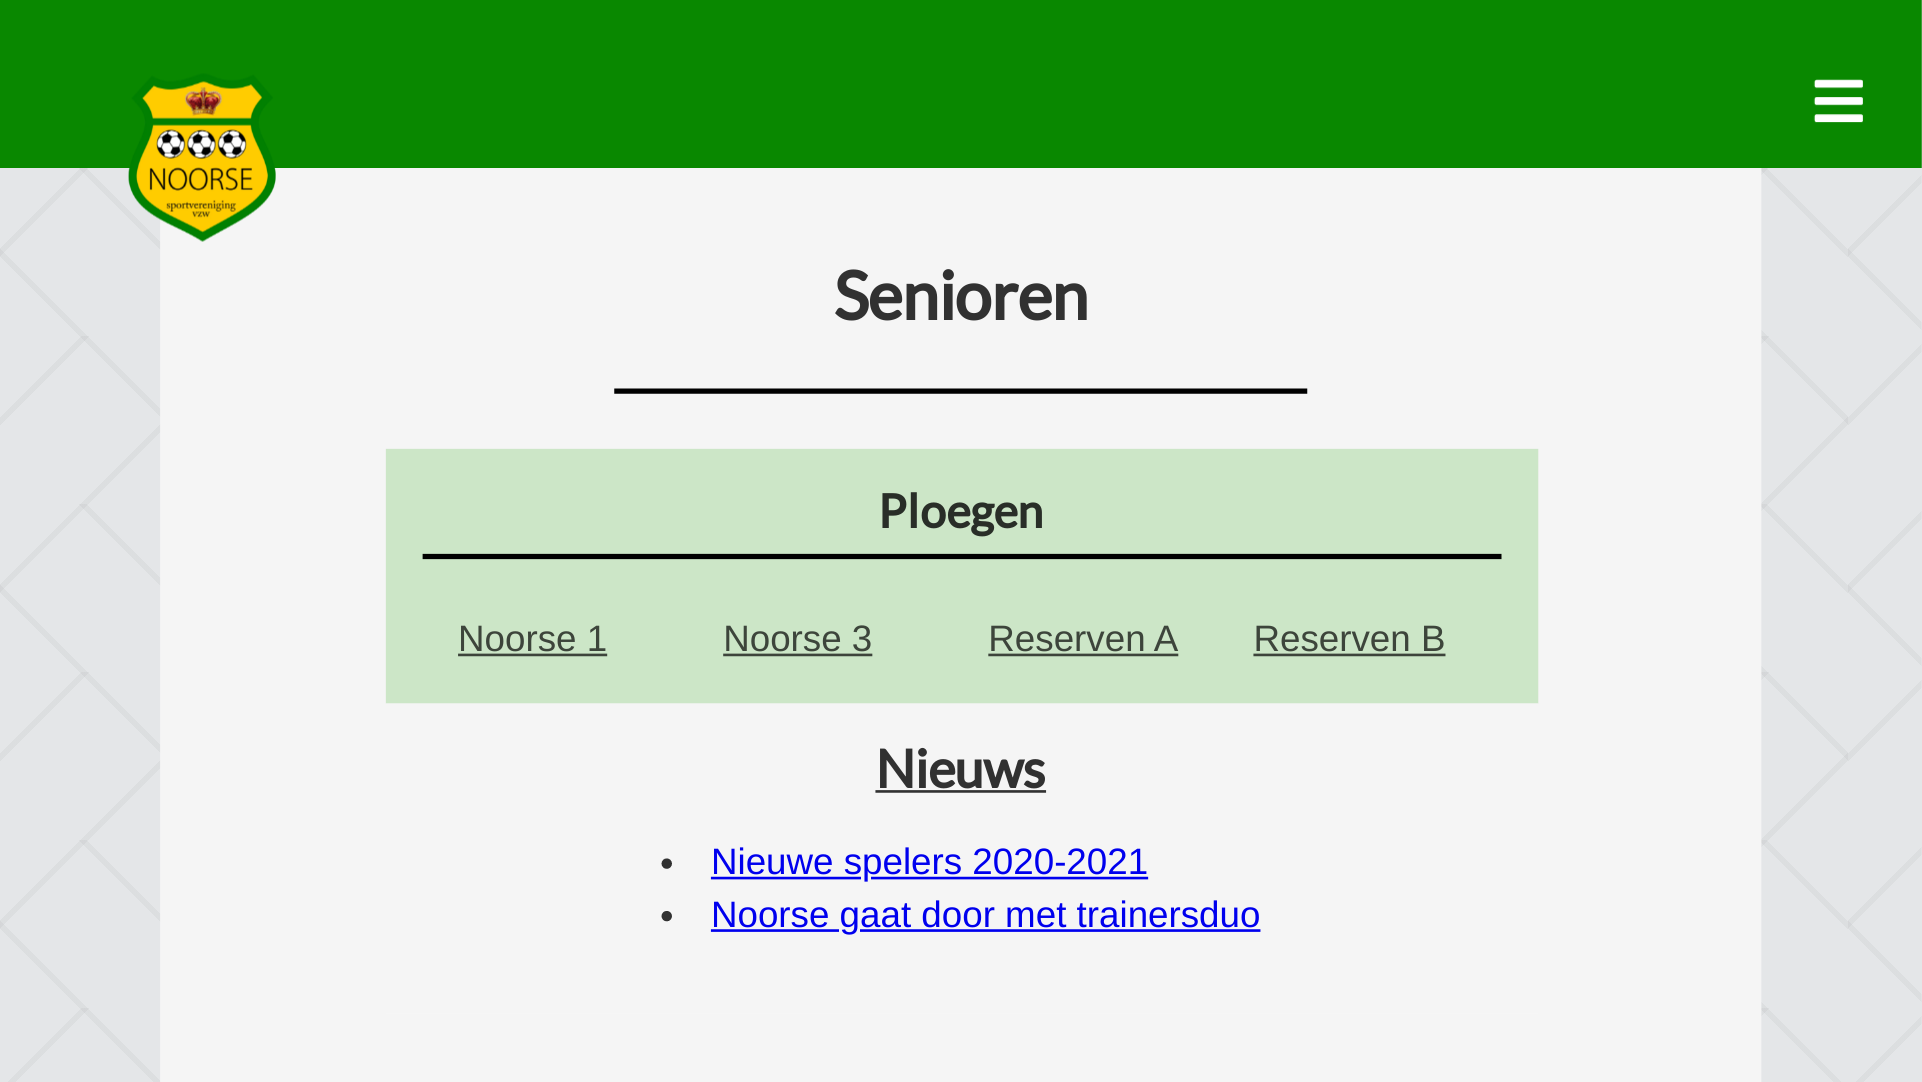 NOORSE
sportvereniging
vzw
Senioren
Ploegen
Noorse 1
Noorse 3
Reserven A
Reserven B
Nieuws
Nieuwe spelers 2020-2021
Noorse gaat door met trainersduo